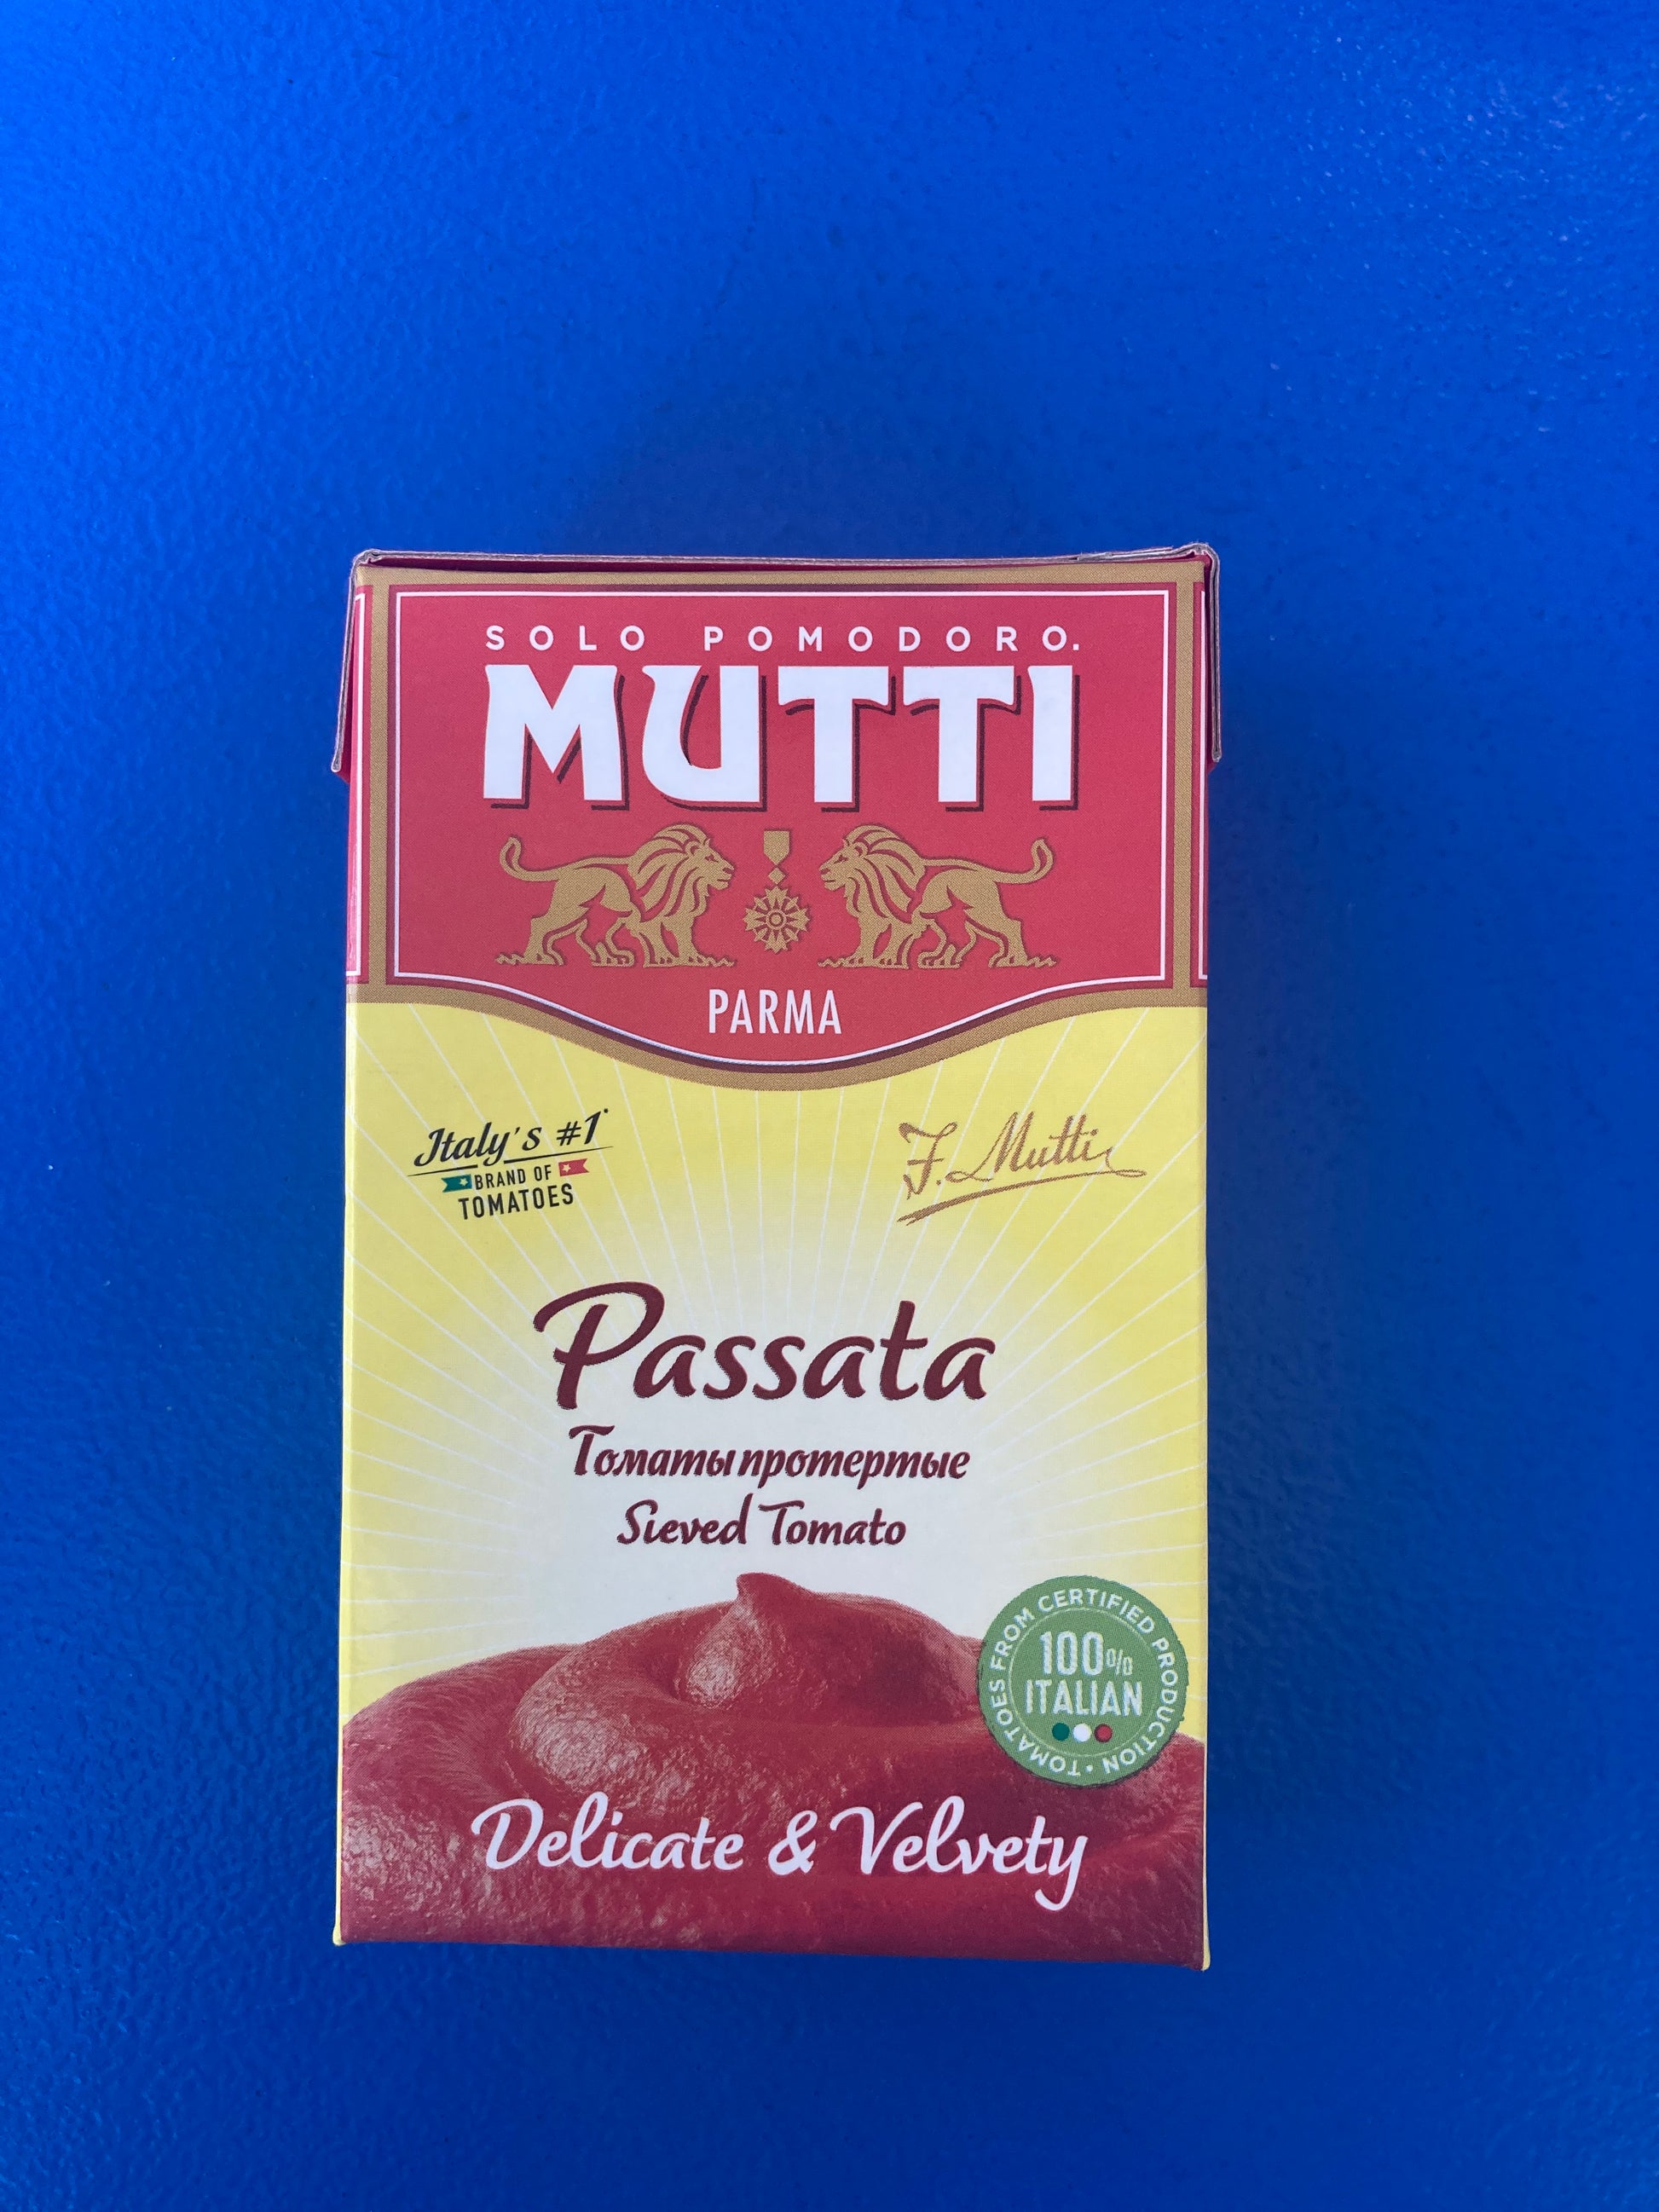 SOLO POMODORO.
MUTTI
PARMA
Italy's #1*
BRAND OF
TOMATOES
F. Mutti
Passata
Томаты протертые
Sieved Tomato
TOMATOES FROM CERTIFIED PRODUCTION •
100%
ITALIAN
Delicate & Velvety